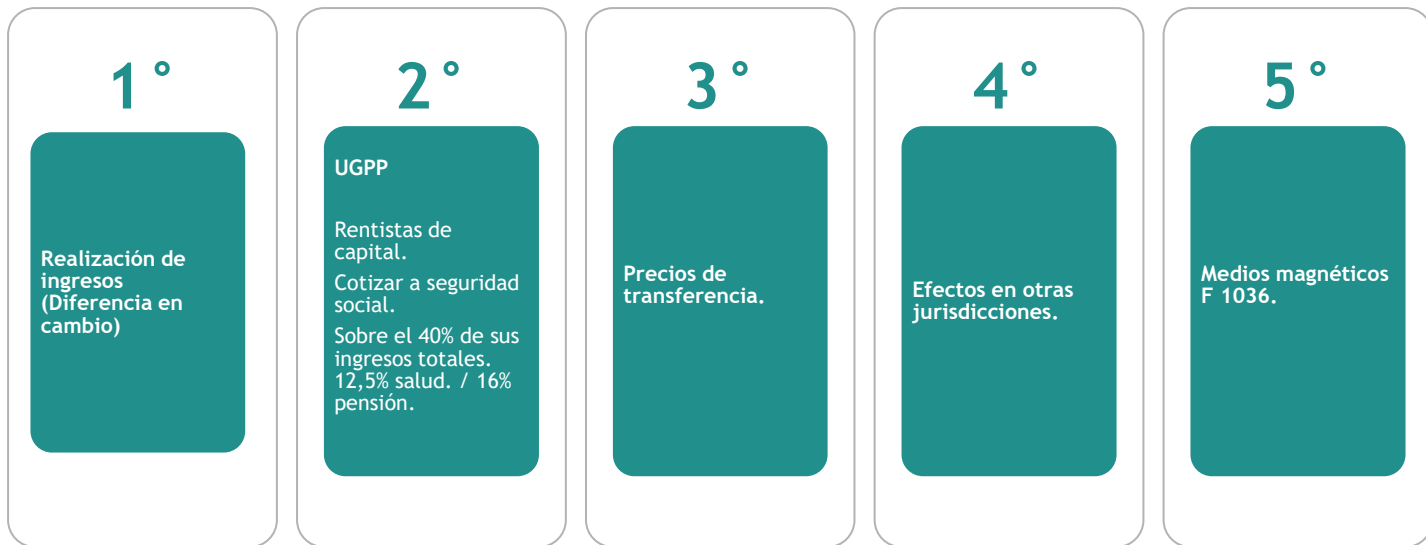 1°
Realización de
ingresos
(Diferencia en
cambio)
2°
UGPP
Rentistas de
capital.
Cotizar a seguridad
social.
Sobre el 40% de sus
ingresos totales.
12,5% salud. / 16%
pensión.
3°
Precios de
transferencia.
4°
Efectos en otras
jurisdicciones.
5°
Medios magnéticos
F 1036.